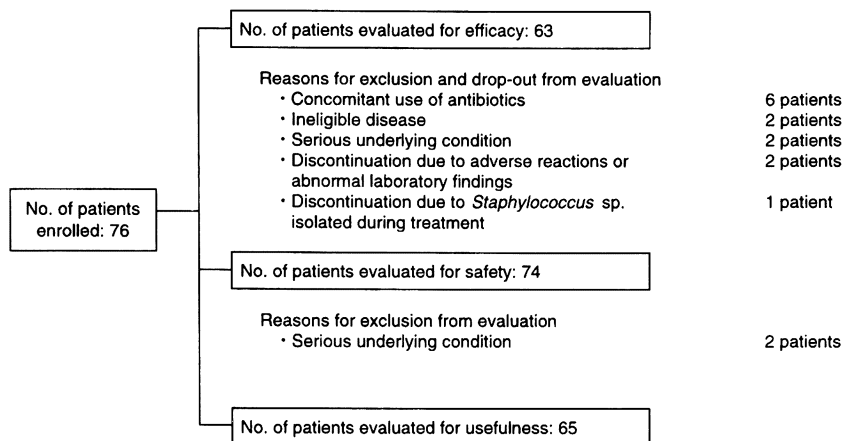 No. of patients evaluated for efficacy: 63
Reasons for exclusion and drop-out from evaluation
・Concomitant use of antibiotics 6 patients
・Ineligible disease 2 patients
・Serious underlying condition 2 patients
・Discontinuation due to adverse reactions or 2 patients
abnormal laboratory findings
・Discontinuation due to Staphylococcus sp. 1 patient
isolated during treatment
No. of patients
enrolled: 76
No. of patients evaluated for safety: 74
Reasons for exclusion from evaluation
・Serious underlying condition 2 patients
No. of patients evaluated for usefulness: 65